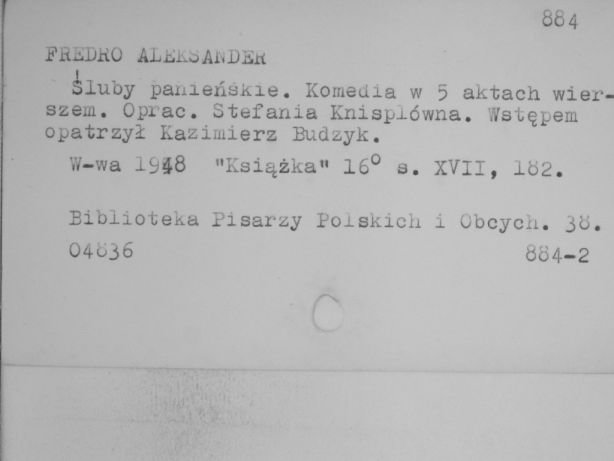 884
FREDRO ALEKSANDER
Śluby panieńskie. Komedia w 5 aktach wier-
szem. Oprac. Stefania Knisplówna. Wstępem
opatrzył Kazimierz Budzyk.
W-wa 1948 "Książka" 16° s. XVII, 182.
Biblioteka Pisarzy Polskich i Obcych. 38.
04836 884-2